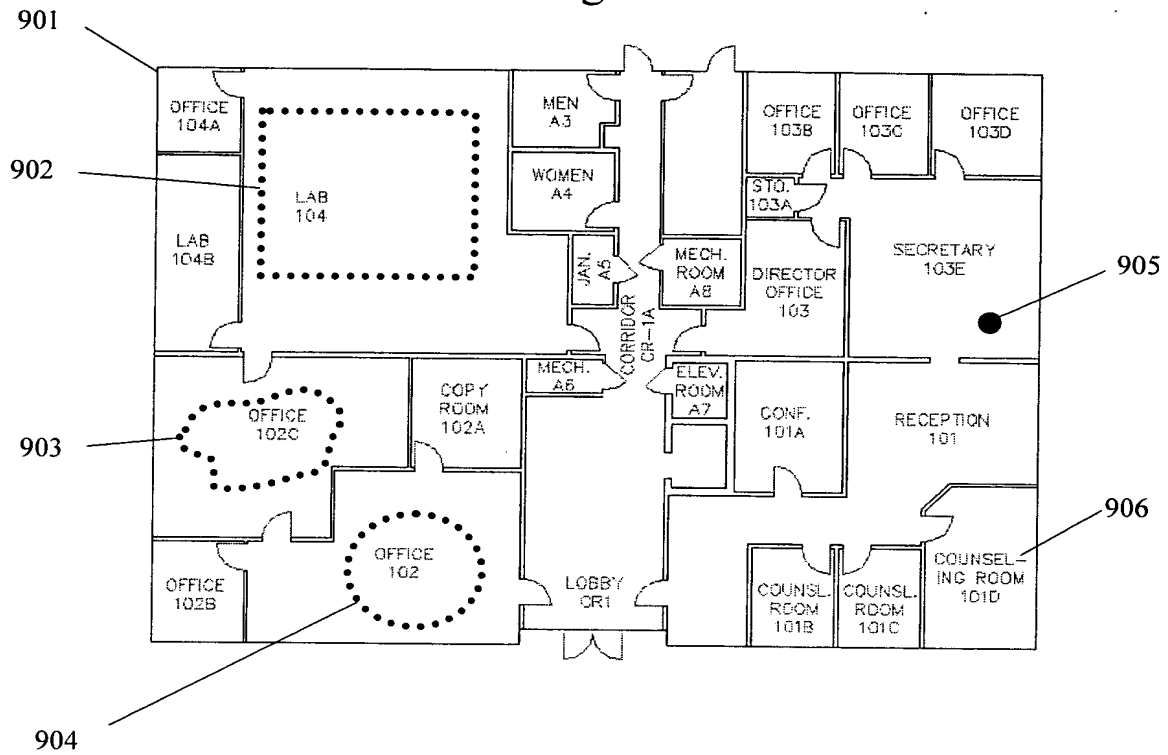 g
901
OFFICE
104A
MEN
A3
OFFICE
103B
OFFICE
103C
OFFICE
103D
902
LAB
104
WOMEN
A4
STO.
103A
LAB
104B
JAN.
A5
MECH.
ROOM
A8
DIRECTOR
OFFICE
103
SECRETARY
103E
905
CORRIDOR
CR-1A
MECH.
A6
ELEV.
ROOM
A7
COPY
ROOM
102A
OFFICE
102C
903
CONF.
101A
RECEPTION
101
906
OFFICE
102
OFFICE
102B
LOBBY
CR1
COUNSL.
ROOM
101B
COUNSL.
ROOM
101C
COUNSEL-
ING ROOM
101D
904